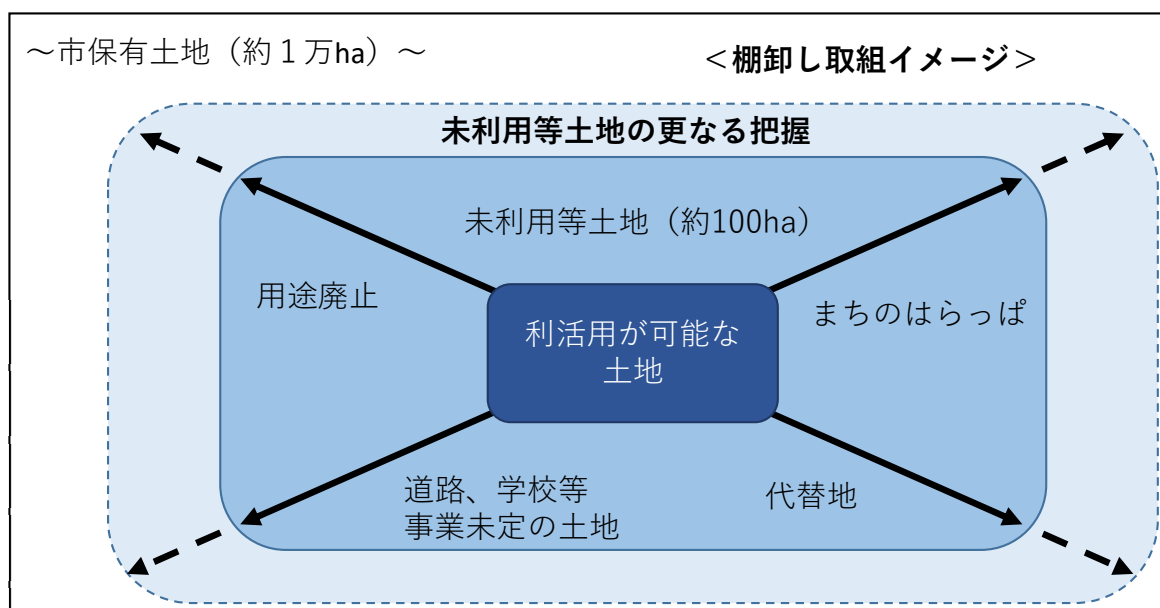 ～市保有土地（約１万ha）～
＜棚卸し取組イメージ＞
未利用等土地の更なる把握
未利用等土地（約100ha）
用途廃止
まちのはらっぱ
利活用が可能な
土地
道路、学校等
事業未定の土地
代替地